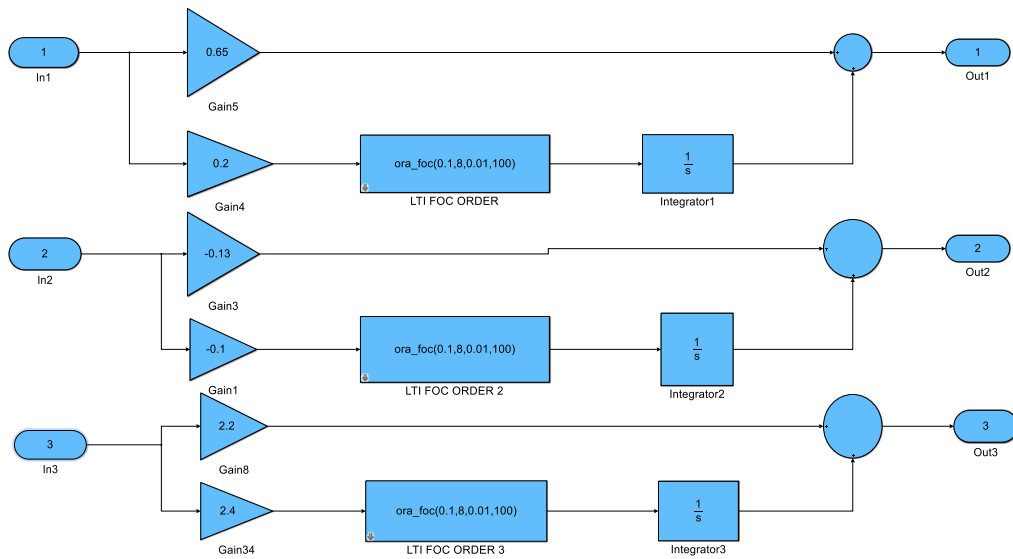 1
In1
0.65
Gain5
1
Out1
0.2
Gain4
ora_foc(0.1,8,0.01,100)
LTI FOC ORDER
1
s
Integrator1
2
In2
-0.13
Gain3
2
Out2
-0.1
Gain1
ora_foc(0.1,8,0.01,100)
LTI FOC ORDER 2
1
s
Integrator2
3
In3
2.2
Gain8
3
Out3
2.4
Gain34
ora_foc(0.1,8,0.01,100)
LTI FOC ORDER 3
1
s
Integrator3